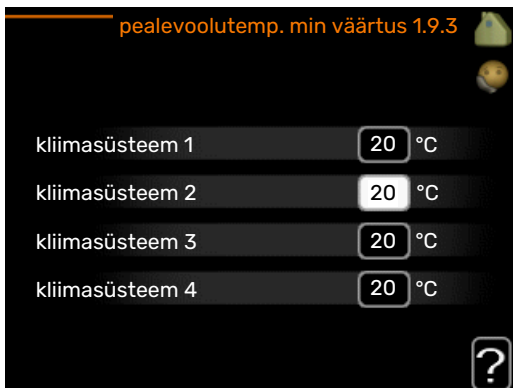 pealevoolutemp. min väärtus 1.9.3
kliimasüsteem 1 20 °C
kliimasüsteem 2 20 °C
kliimasüsteem 3 20 °C
kliimasüsteem 4 20 °C
?